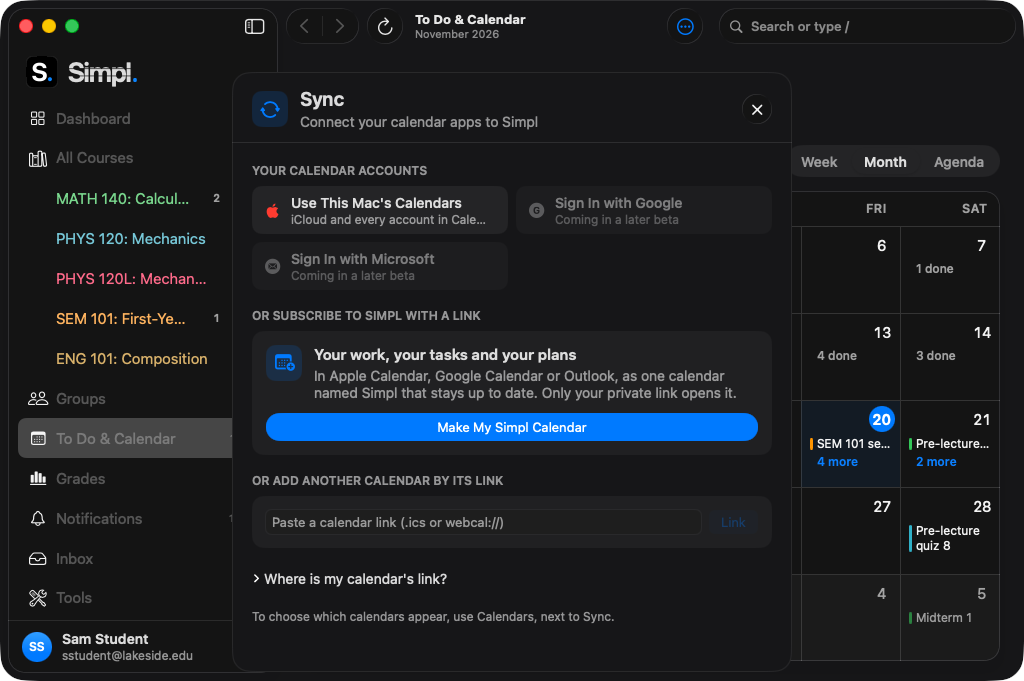 To Do & Calendar
November 2026
Search or type /
S.
Simpl.
Dashboard
All Courses
MATH 140: Calcul... 2
PHYS 120: Mechanics
PHYS 120L: Mechan...
SEM 101: First-Ye... 1
ENG 101: Composition
Groups
To Do & Calendar
Grades
Notifications
Inbox
Tools
SS
Sam Student
sstudent@lakeside.edu
Sync
Connect your calendar apps to Simpl
YOUR CALENDAR ACCOUNTS
Use This Mac's Calendars
iCloud and every account in Cale...
G
Sign In with Google
Coming in a later beta
Sign In with Microsoft
Coming in a later beta
OR SUBSCRIBE TO SIMPL WITH A LINK
Your work, your tasks and your plans
In Apple Calendar, Google Calendar or Outlook, as one calendar
named Simpl that stays up to date. Only your private link opens it.
Make My Simpl Calendar
OR ADD ANOTHER CALENDAR BY ITS LINK
Paste a calendar link (.ics or webcal://)
Link
Where is my calendar's link?
To choose which calendars appear, use Calendars, next to Sync.
Week Month Agenda
FRI SAT
6 7
1 done
13 14
4 done 3 done
20 21
SEM 101 se... Pre-lecture...
4 more 2 more
27 28
Pre-lecture
quiz 8
4 5
Midterm 1